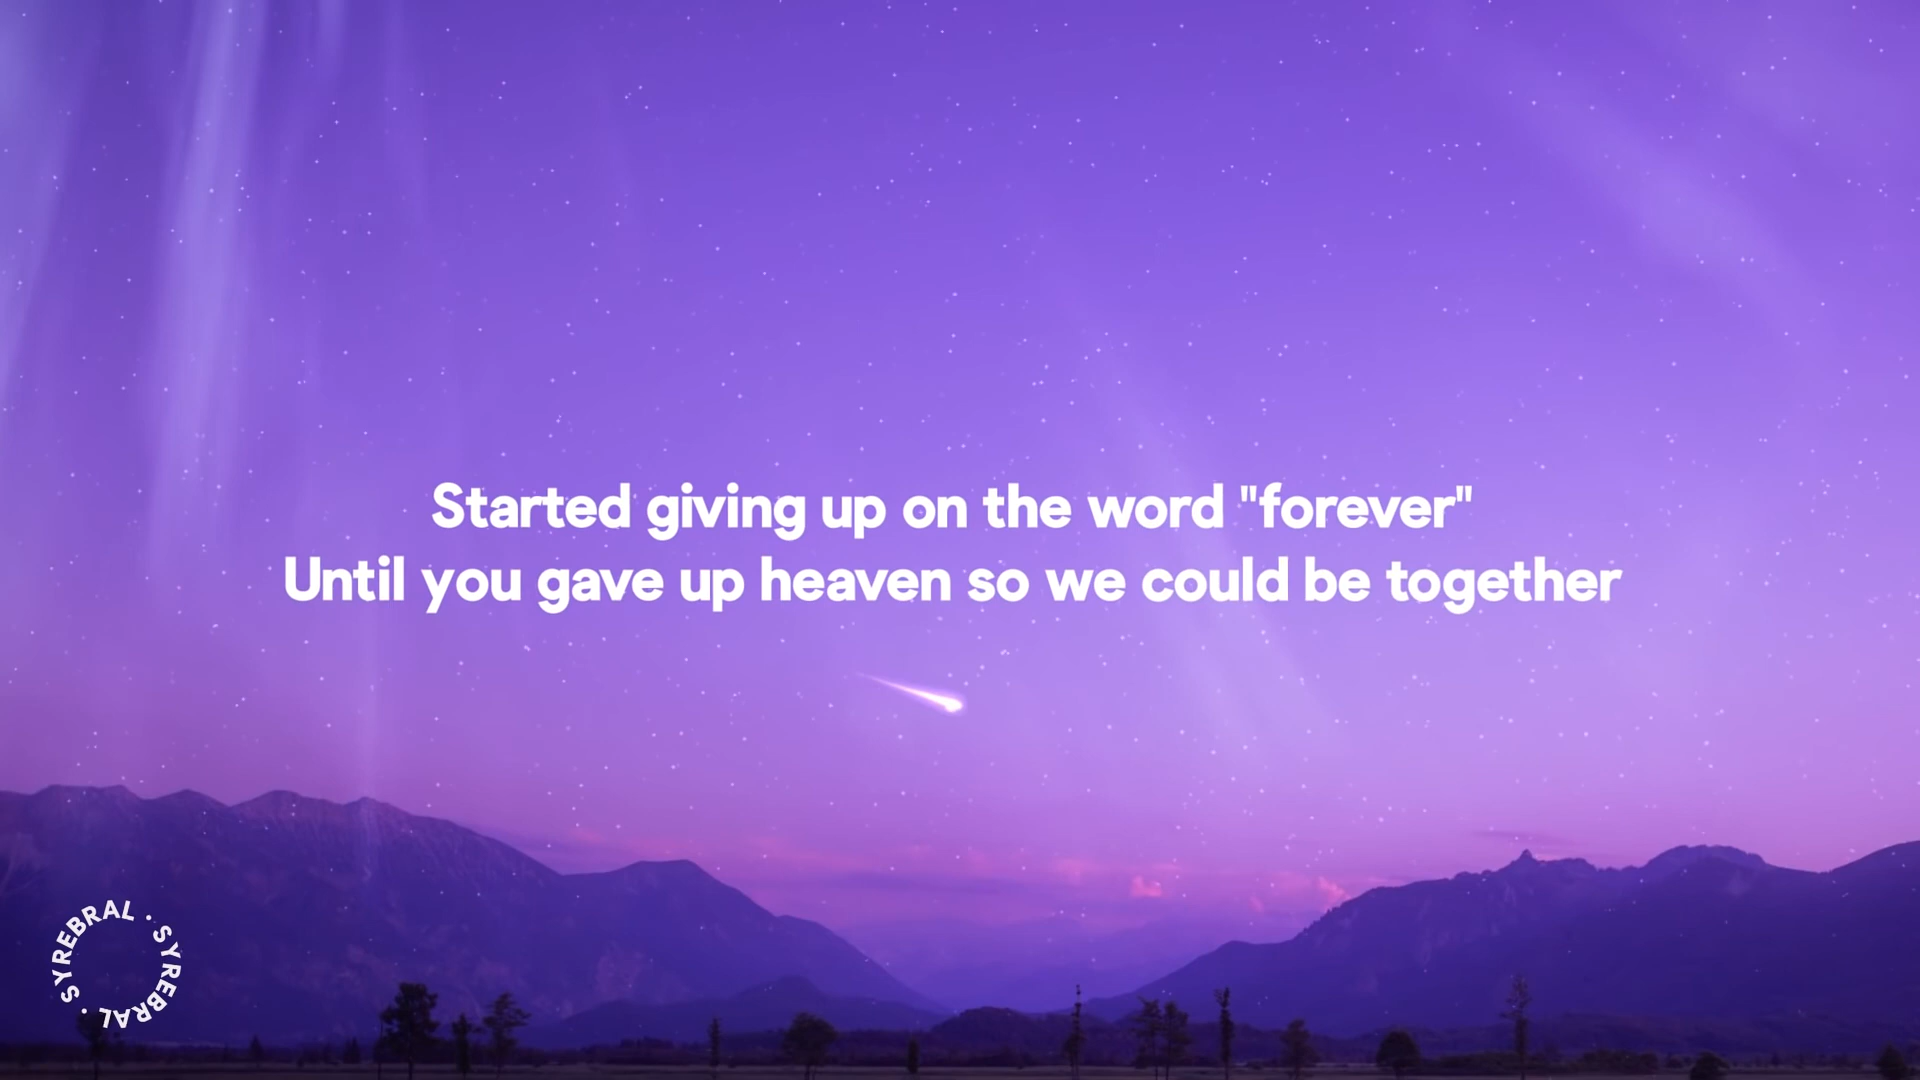 Started giving up on the word "forever"
Until you gave up heaven so we could be together
SYREBRAL · SYREBRAL ·